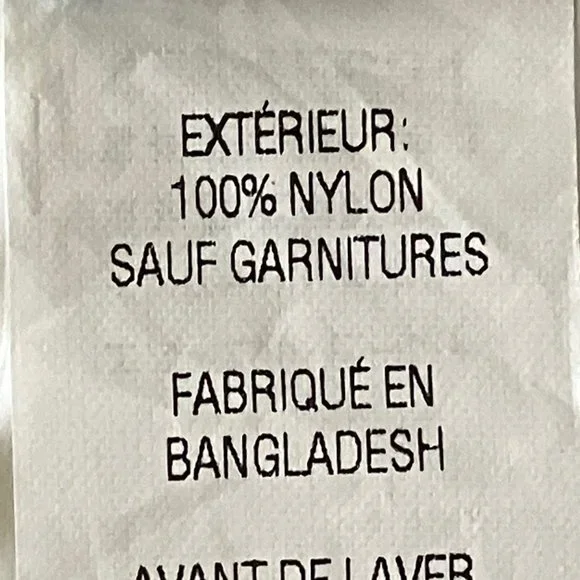 EXTÉRIEUR:
100% NYLON
SAUF GARNITURES
FABRIQUÉ EN
BANGLADESH
AVANT DE LAVER